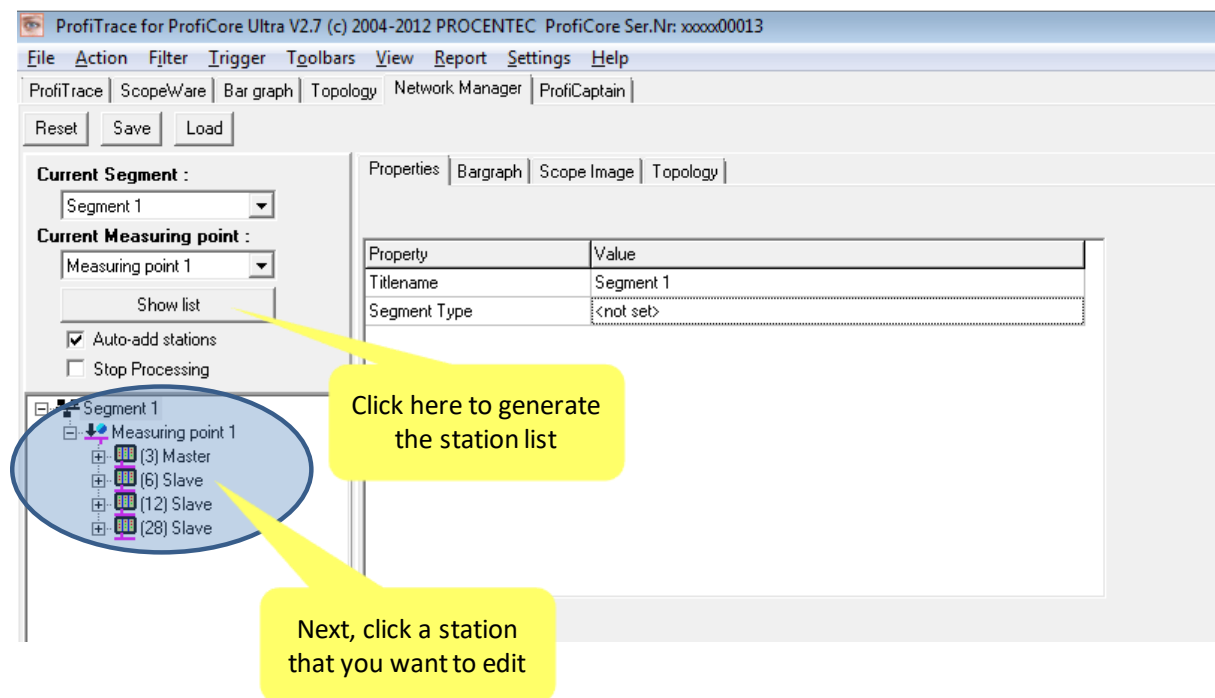 ProfiTrace for ProfiCore Ultra V2.7 (c) 2004-2012 PROCENTEC ProfiCore Ser.Nr: xxxxx00013
File Action Filter Trigger Toolbars View Report Settings Help
ProfiTrace ScopeWare Bar graph Topology Network Manager ProfiCaptain
Reset Save Load
Current Segment :
Segment 1
Current Measuring point :
Measuring point 1
Show list
Auto-add stations
Stop Processing
Segment 1
Measuring point 1
(3) Master
(6) Slave
(12) Slave
(28) Slave
Properties Bargraph Scope Image Topology
Property Value
Titlename Segment 1
Segment Type <not set>
Click here to generate
the station list
Next, click a station
that you want to edit